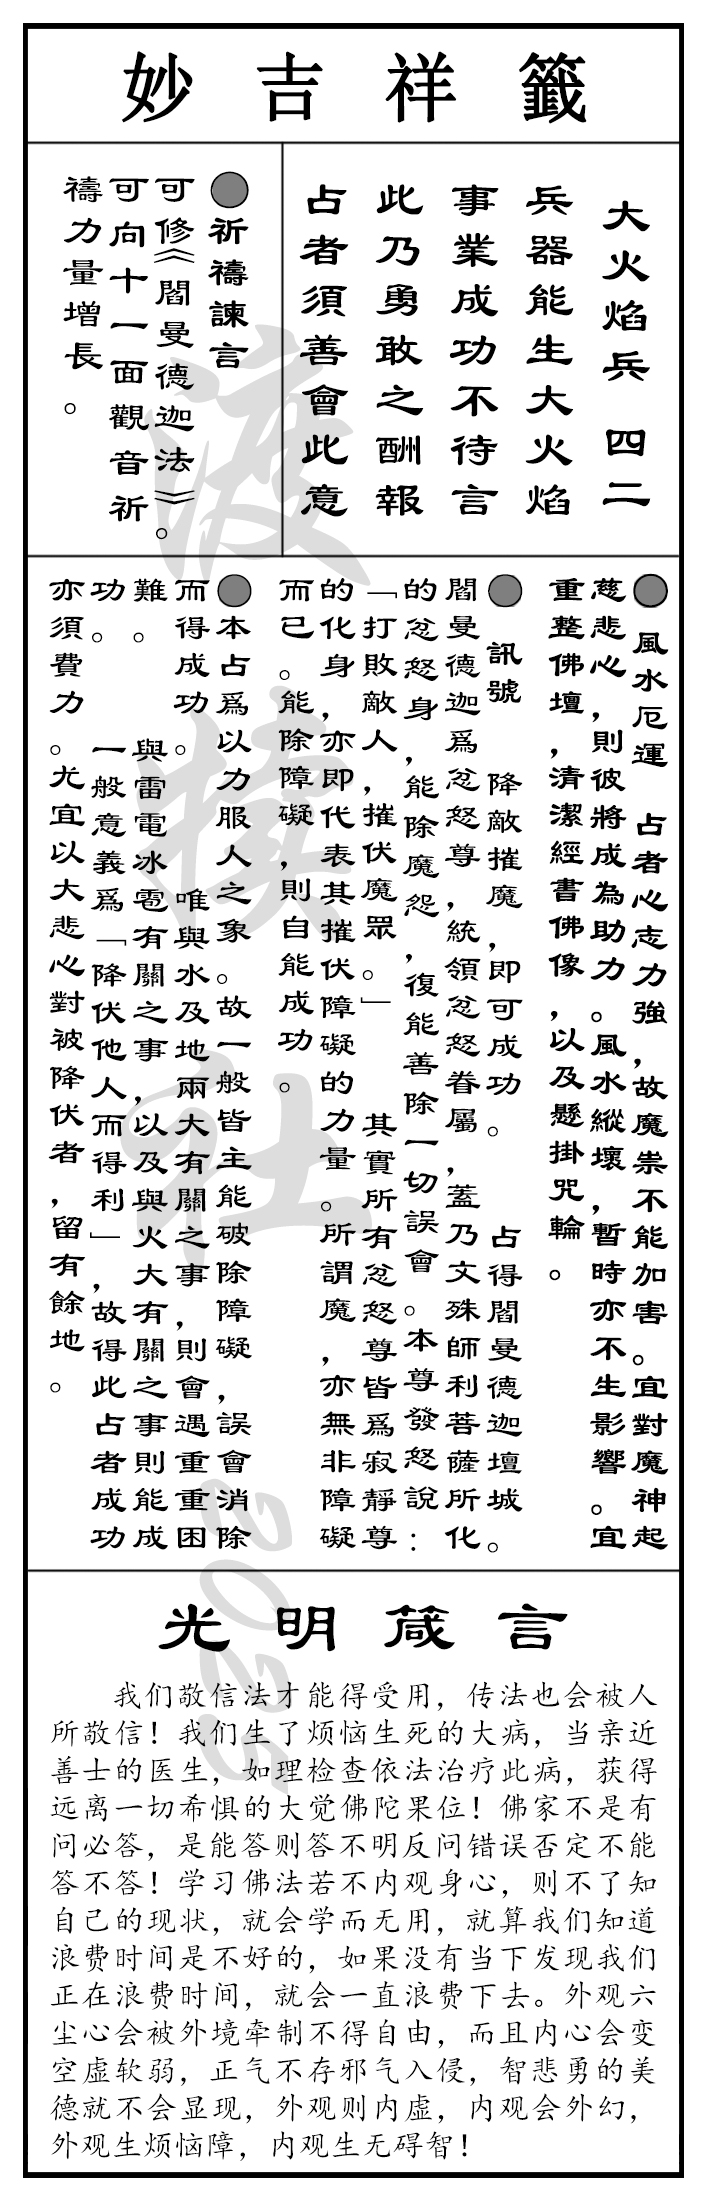 妙吉祥籤
大火焰兵 四二
兵器能生大火焰
事業成功不待言
此乃勇敢之酬報
占者須善會此意
●祈禱諫言
可修《閻曼德迦法》。
可向十一面觀音祈
禱力量增長。
●風水厄運 占者心志力強，故魔祟不能加害。宜對魔神起
慈悲心，則彼將成為助力。風水縱壞，暫時亦不生影響。宜
重整佛壇，清潔經書佛像，以及懸掛咒輪。
●訊號 降敵摧魔，即可成功。 占得閻曼德迦壇城。
閻曼德迦爲忿怒尊，統領忿怒眷屬，蓋乃文殊師利菩薩所化
的忿怒身，能除魔怨，復能善除一切誤會。本尊發怒說：
「打敗敵人，摧伏魔眾。」 其實所有忿怒尊皆爲寂靜尊
的化身，亦即代表其摧伏障礙的力量。所謂魔，亦無非障礙
而已。能除障礙，則自能成功。
●本占爲以力服人之象。故一般皆主能破除障礙，誤會消除
而得成功。 唯與水及地兩大有關之事，則會遇重重困
難。 與雷電冰雹有關之事，以及與火大有關之事則能成
功。 一般意義爲「降伏他人而得利」，故得此占者成功
亦須費力。尤宜以大悲心對被降伏者，留有餘地。
光明箴言
我们敬信法才能得受用，传法也会被人
所敬信！我们生了烦恼生死的大病，当亲近
善士的医生，如理检查依法治疗此病，获得
远离一切希惧的大觉佛陀果位！佛家不是有
问必答，是能答则答不明反问错误否定不能
答不答！学习佛法若不内观身心，则不了知
自己的现状，就会学而无用，就算我们知道
浪费时间是不好的，如果没有当下发现我们
正在浪费时间，就会一直浪费下去。外观六
尘心会被外境牵制不得自由，而且内心会变
空虚软弱，正气不存邪气入侵，智悲勇的美
德就不会显现，外观则内虚，内观会外幻，
外观生烦恼障，内观生无碍智！
2025